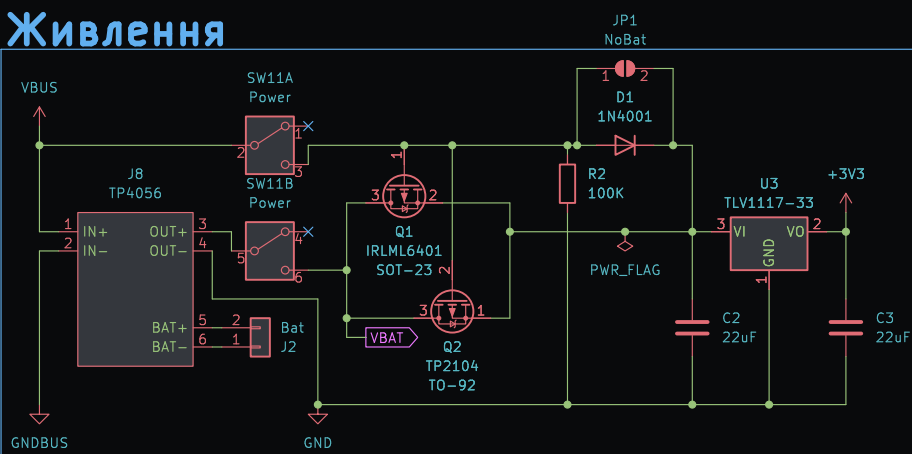 Живлення
JP1
NoBat
1 2
VBUS
SW11A
Power
D1
1N4001
1
2
3
1
J8
TP4056
SW11B
Power
R2
100K
U3
TLV1117-33
+3V3
3 2
1 IN+ OUT+ 3
2 IN- OUT- 4
4
5
6
Q1
IRLML6401
SOT-23
3 VI VO 2
GND
1
PWR_FLAG
2
BAT+ 5 2 Bat
BAT- 6 1 J2
3 1
VBAT
Q2
TP2104
TO-92
C2
22uF
C3
22uF
GNDBUS
GND